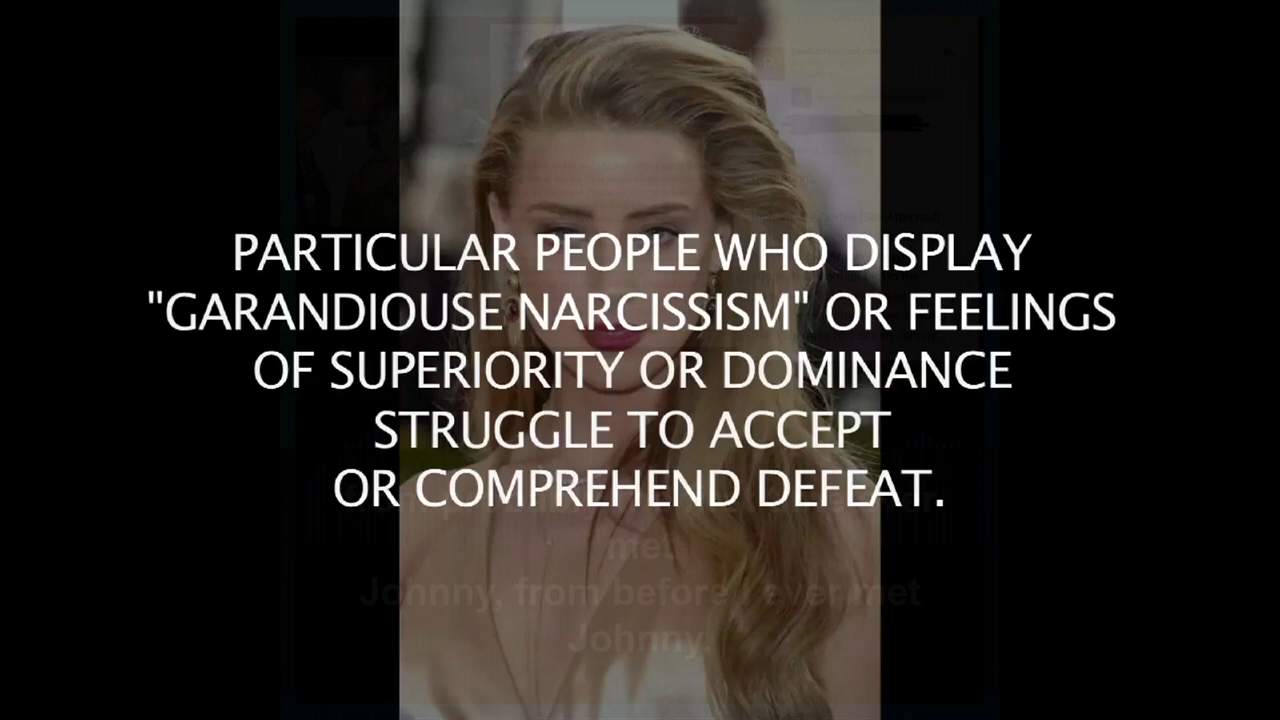 PARTICULAR PEOPLE WHO DISPLAY
"GARANDIOUSE NARCISSISM" OR FEELINGS
OF SUPERIORITY OR DOMINANCE
STRUGGLE TO ACCEPT
OR COMPREHEND DEFEAT.
met
Johnny, from before I ever met
Johnny.